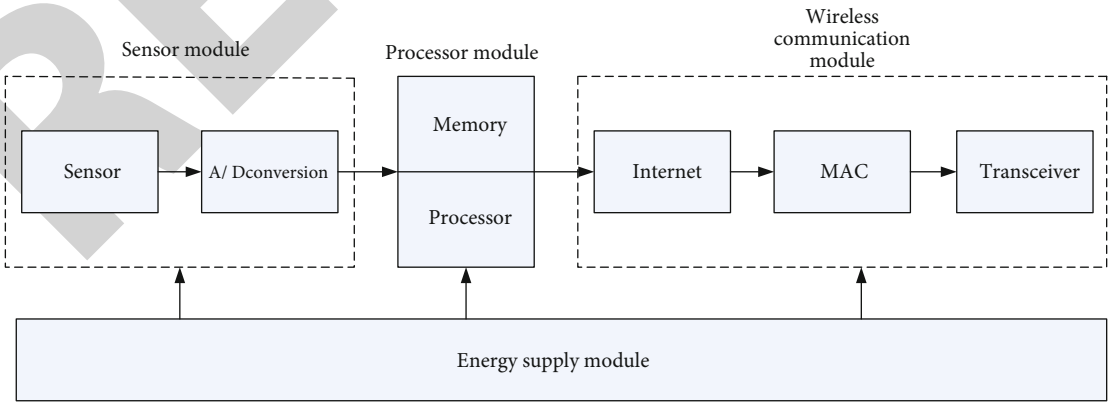 Sensor module
Processor module
Wireless
communication
module
Sensor
A/ Dconversion
Memory
Processor
Internet
MAC
Transceiver
Energy supply module